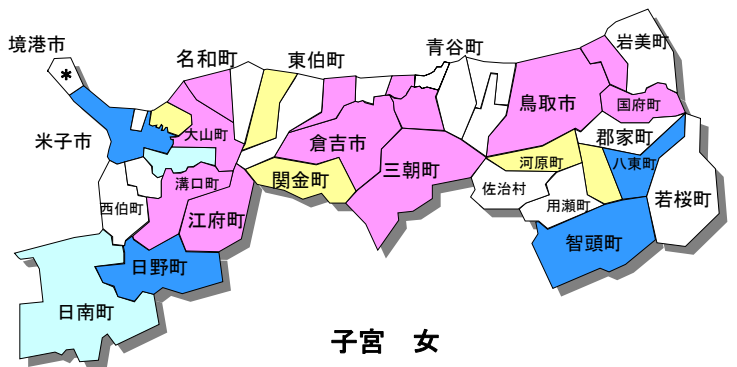 境港市
*
名和町
東伯町
青谷町
岩美町
米子市
大山町
倉吉市
鳥取市
国府町
郡家町
溝口町
関金町
三朝町
河原町
八東町
佐治村
用瀬町
若桜町
西伯町
江府町
智頭町
日野町
日南町
子宮 女